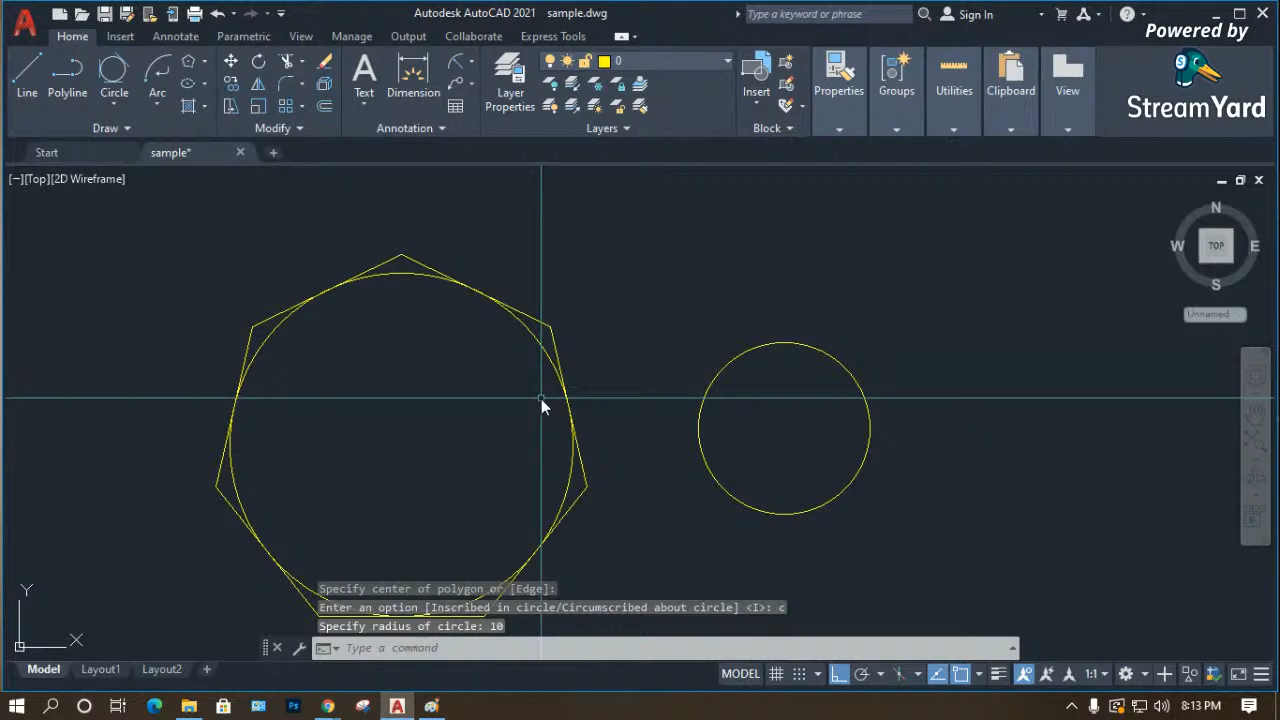 Autodesk AutoCAD 2021 sample.dwg
Type a keyword or phrase
Sign In
Powered by
StreamYard
Home Insert Annotate Parametric View Manage Output Collaborate Express Tools
Line Polyline Circle Arc
Draw
Modify
Text Dimension
Annotation
Layer
Properties
0
Layers
Insert
Block
Properties
Groups
Utilities
Clipboard
View
Start sample*
[−][Top][2D Wireframe]
N
W TOP E
S
Unnamed
Y
X
Specify center of polygon or [Edge]:
Enter an option [Inscribed in circle/Circumscribed about circle] <I>: c
Specify radius of circle: 10
Type a command
Model Layout1 Layout2 +
MODEL 1:1
Ps
8:13 PM